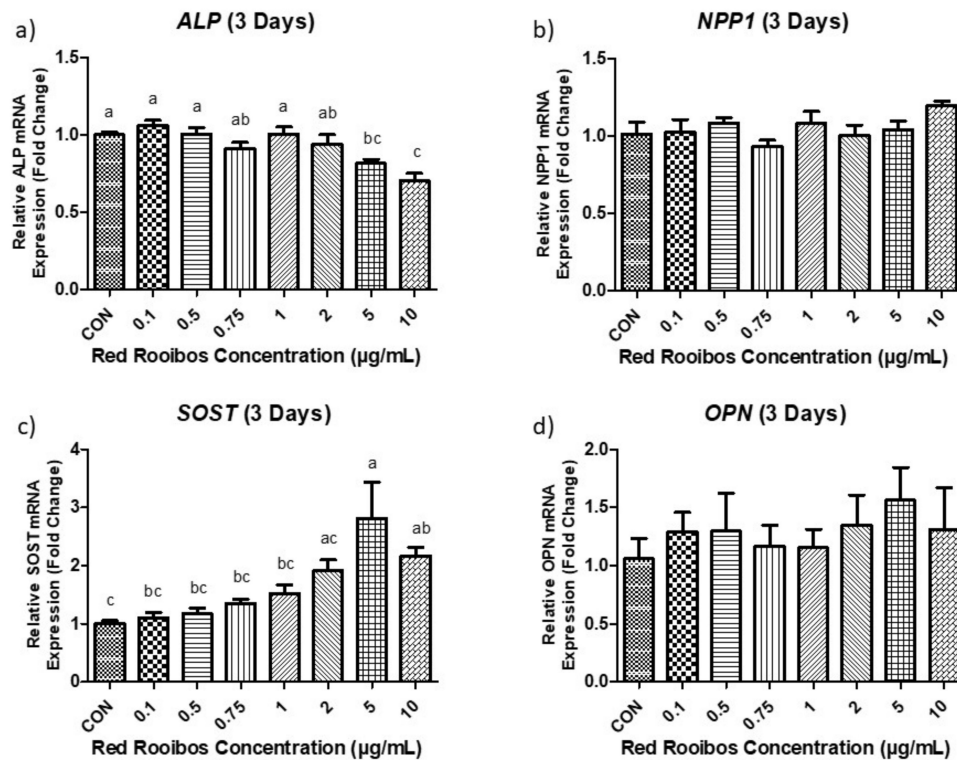 a)
ALP (3 Days)
Relative ALP mRNA
Expression (Fold Change)
1.5
1.0
0.5
0.0
a
a
a
ab
a
ab
bc
c
CON
0.1
0.5
0.75
1
2
5
10
Red Rooibos Concentration (µg/mL)
b)
NPP1 (3 Days)
Relative NPP1 mRNA
Expression (Fold Change)
1.5
1.0
0.5
0.0
CON
0.1
0.5
0.75
1
2
5
10
Red Rooibos Concentration (µg/mL)
c)
SOST (3 Days)
Relative SOST mRNA
Expression (Fold Change)
4
3
2
1
0
c
bc
bc
bc
bc
ac
a
ab
CON
0.1
0.5
0.75
1
2
5
10
Red Rooibos Concentration (µg/mL)
d)
OPN (3 Days)
Relative OPN mRNA
Expression (Fold Change)
2.0
1.5
1.0
0.5
0.0
CON
0.1
0.5
0.75
1
2
5
10
Red Rooibos Concentration (µg/mL)